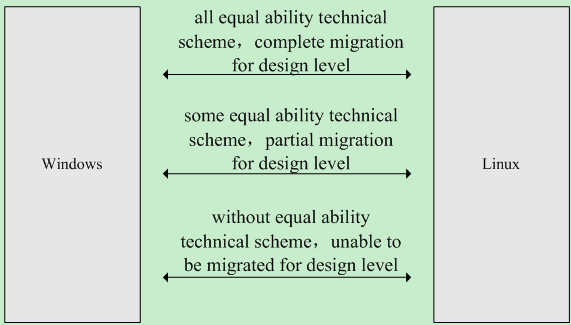 all equal ability technical
scheme，complete migration
for design level
some equal ability technical
scheme，partial migration
for design level
Windows
Linux
without equal ability
technical scheme，unable to
be migrated for design level